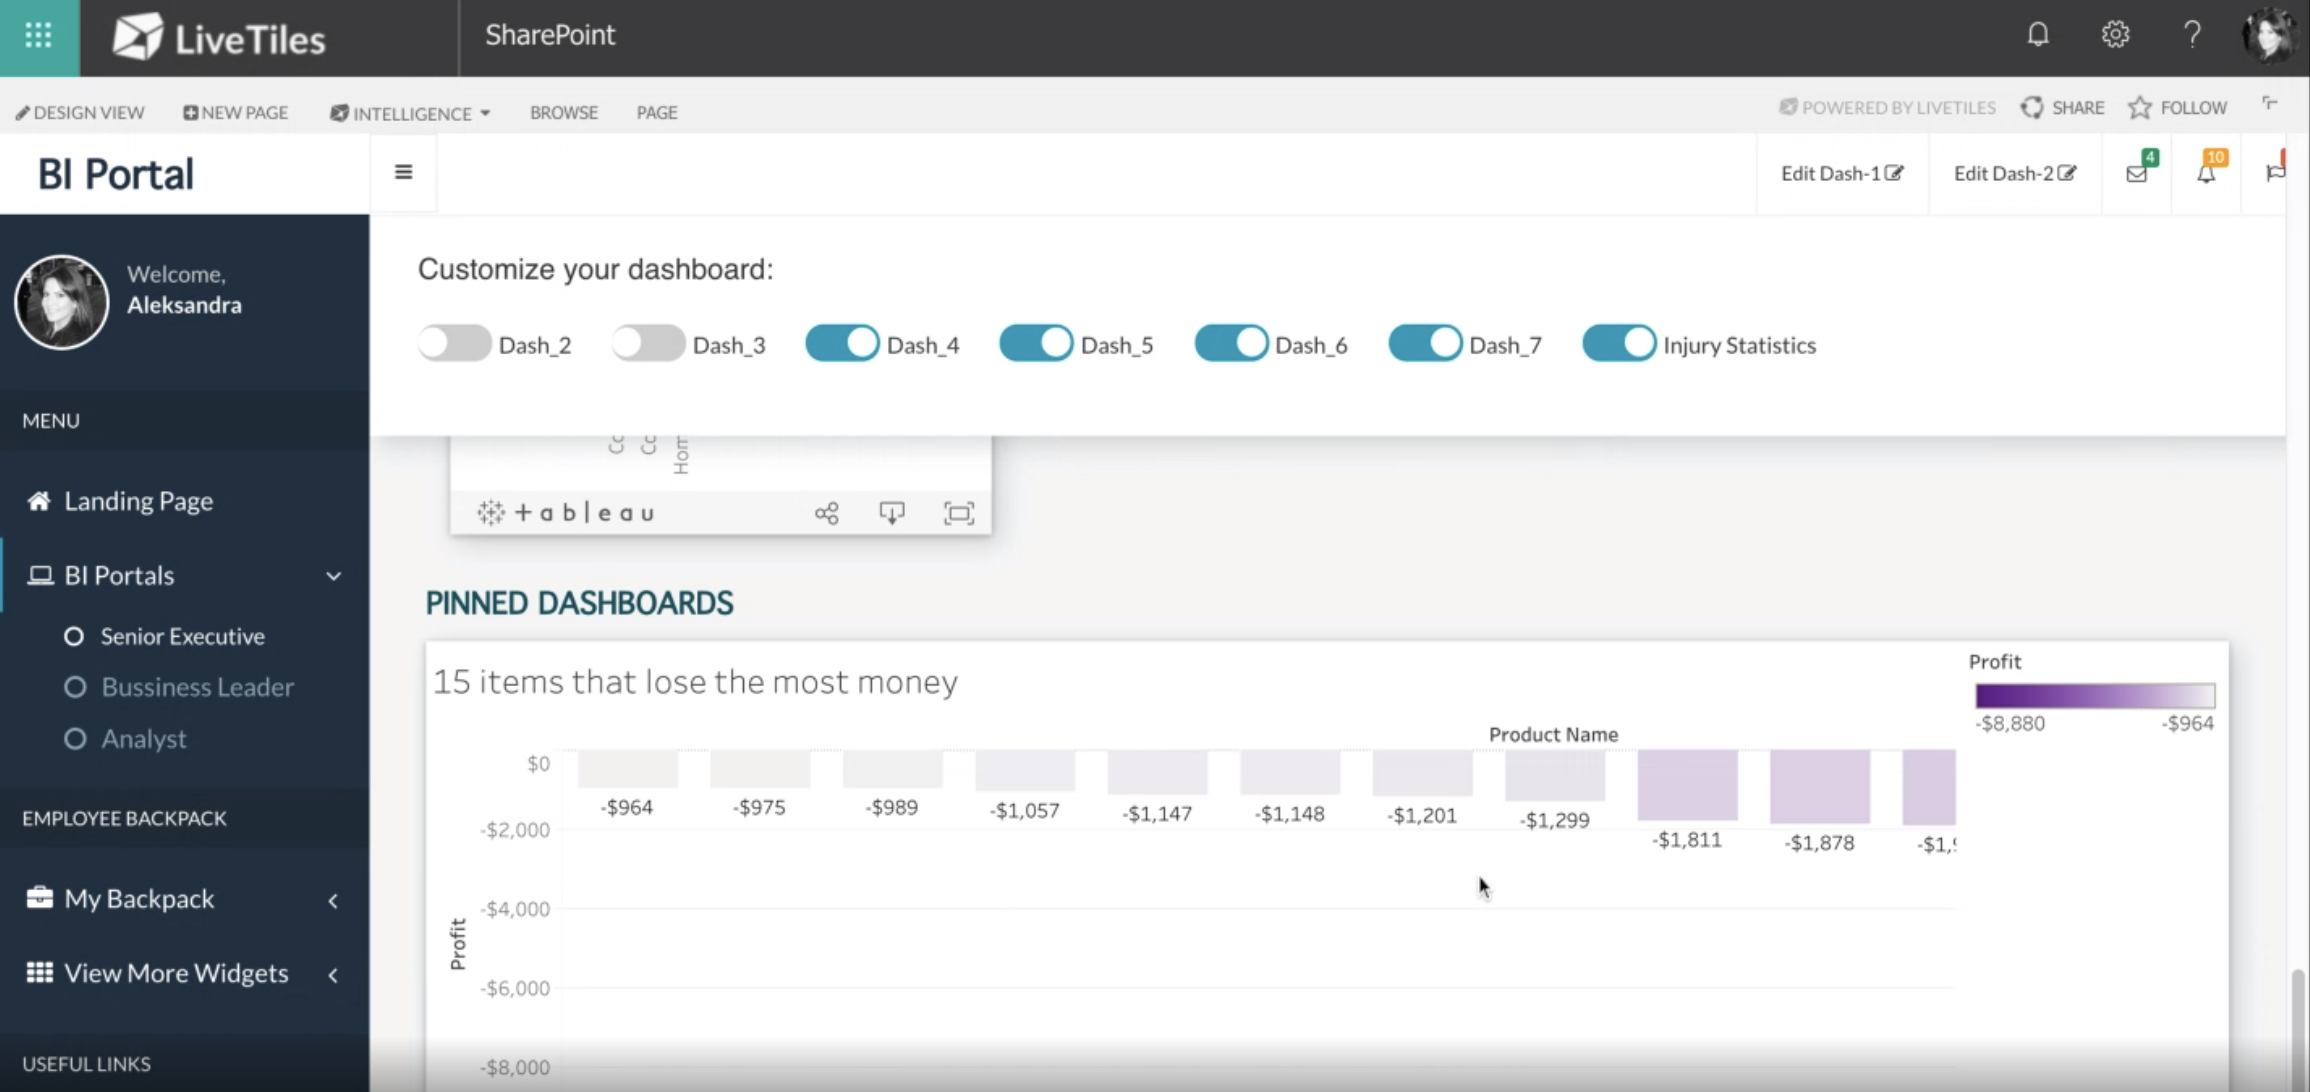 LiveTiles
SharePoint
DESIGN VIEW
NEW PAGE
INTELLIGENCE
BROWSE
PAGE
POWERED BY LIVETILES
SHARE
FOLLOW
BI Portal
Edit Dash-1
Edit Dash-2
4
10
Welcome,
Aleksandra
MENU
Landing Page
BI Portals
Senior Executive
Bussiness Leader
Analyst
EMPLOYEE BACKPACK
My Backpack
View More Widgets
USEFUL LINKS
Customize your dashboard:
Dash_2
Dash_3
Dash_4
Dash_5
Dash_6
Dash_7
Injury Statistics
+ableau
PINNED DASHBOARDS
15 items that lose the most money
Profit
-$8,880
-$964
Product Name
$0
-$2,000
-$4,000
-$6,000
-$8,000
Profit
-$964
-$975
-$989
-$1,057
-$1,147
-$1,148
-$1,201
-$1,299
-$1,811
-$1,878